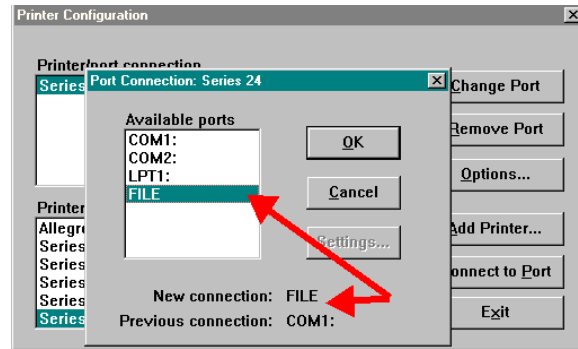 Printer Configuration
Printer/port connection
Series
Port Connection: Series 24
Change Port
Remove Port
Options...
Available ports
COM1:
COM2:
LPT1:
FILE
OK
Cancel
Settings...
Printer
Allegro
Series
Series
Series
Series
Series
Add Printer...
Connect to Port
Exit
New connection: FILE
Previous connection: COM1: